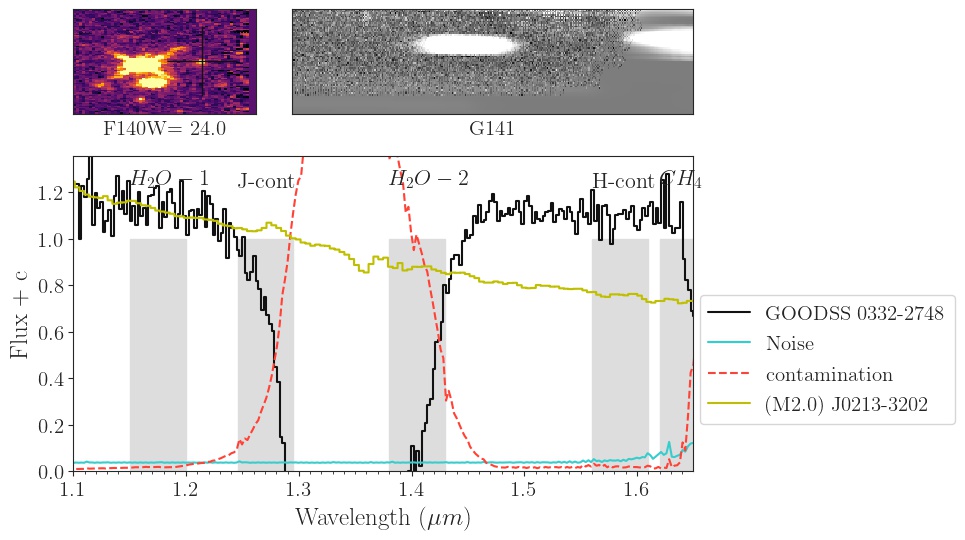 F140W= 24.0
G141
H₂O − 1
J-cont
H₂O − 2
H-cont
CH₄
1.2
1.0
0.8
0.6
0.4
0.2
0.0
Flux + c
1.1
1.2
1.3
1.4
1.5
1.6
Wavelength (μm)
GOODSS 0332-2748
Noise
contamination
(M2.0) J0213-3202